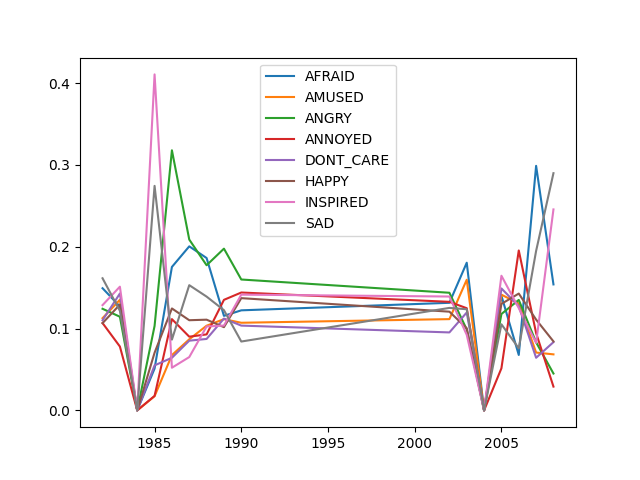 0.4
0.3
0.2
0.1
0.0
AFRAID
AMUSED
ANGRY
ANNOYED
DONT_CARE
HAPPY
INSPIRED
SAD
1985 1990 1995 2000 2005